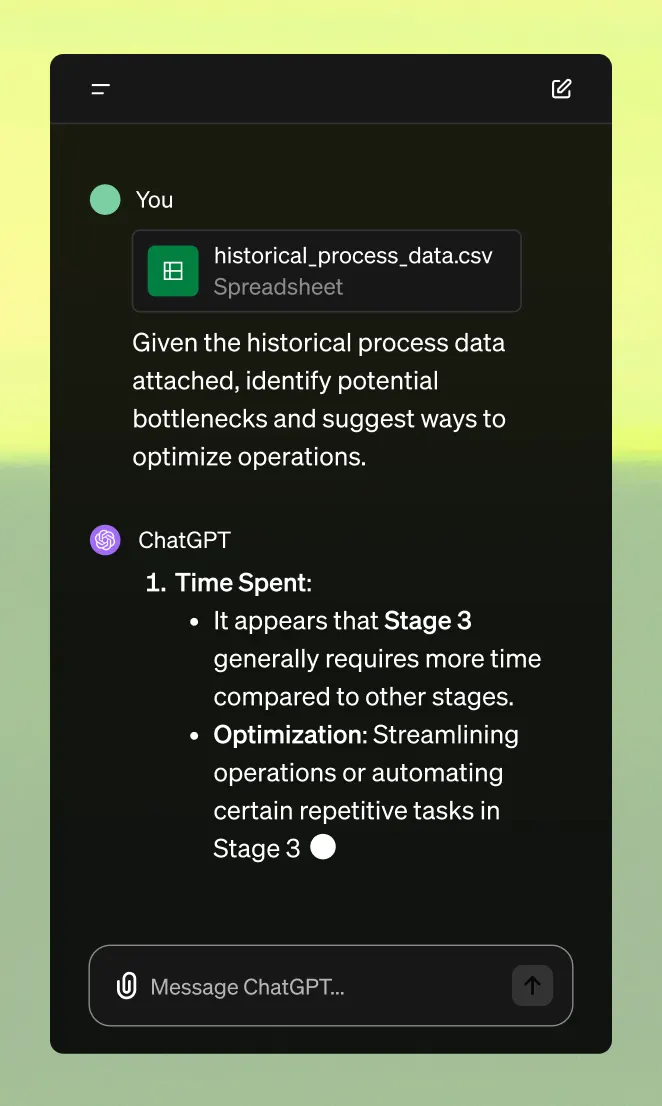 You
historical_process_data.csv
Spreadsheet
Given the historical process data
attached, identify potential
bottlenecks and suggest ways to
optimize operations.
ChatGPT
1. Time Spent:
• It appears that Stage 3
generally requires more time
compared to other stages.
• Optimization: Streamlining
operations or automating
certain repetitive tasks in
Stage 3
Message ChatGPT...